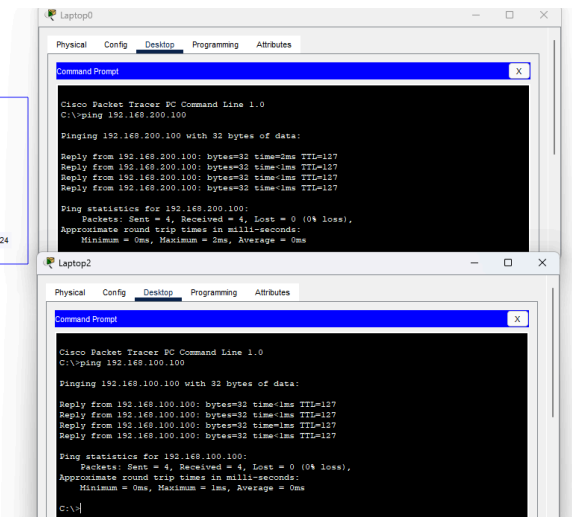 Laptop0
Physical Config Desktop Programming Attributes
Command Prompt X
Cisco Packet Tracer PC Command Line 1.0
C:\>ping 192.168.200.100
Pinging 192.168.200.100 with 32 bytes of data:
Reply from 192.168.200.100: bytes=32 time=2ms TTL=127
Reply from 192.168.200.100: bytes=32 time<1ms TTL=127
Reply from 192.168.200.100: bytes=32 time<1ms TTL=127
Reply from 192.168.200.100: bytes=32 time<1ms TTL=127
Ping statistics for 192.168.200.100:
Packets: Sent = 4, Received = 4, Lost = 0 (0% loss),
Approximate round trip times in milli-seconds:
Minimum = 0ms, Maximum = 2ms, Average = 0ms
24
Laptop2
Physical Config Desktop Programming Attributes
Command Prompt X
Cisco Packet Tracer PC Command Line 1.0
C:\>ping 192.168.100.100
Pinging 192.168.100.100 with 32 bytes of data:
Reply from 192.168.100.100: bytes=32 time<1ms TTL=127
Reply from 192.168.100.100: bytes=32 time<1ms TTL=127
Reply from 192.168.100.100: bytes=32 time=1ms TTL=127
Reply from 192.168.100.100: bytes=32 time<1ms TTL=127
Ping statistics for 192.168.100.100:
Packets: Sent = 4, Received = 4, Lost = 0 (0% loss),
Approximate round trip times in milli-seconds:
Minimum = 0ms, Maximum = 1ms, Average = 0ms
C:\>